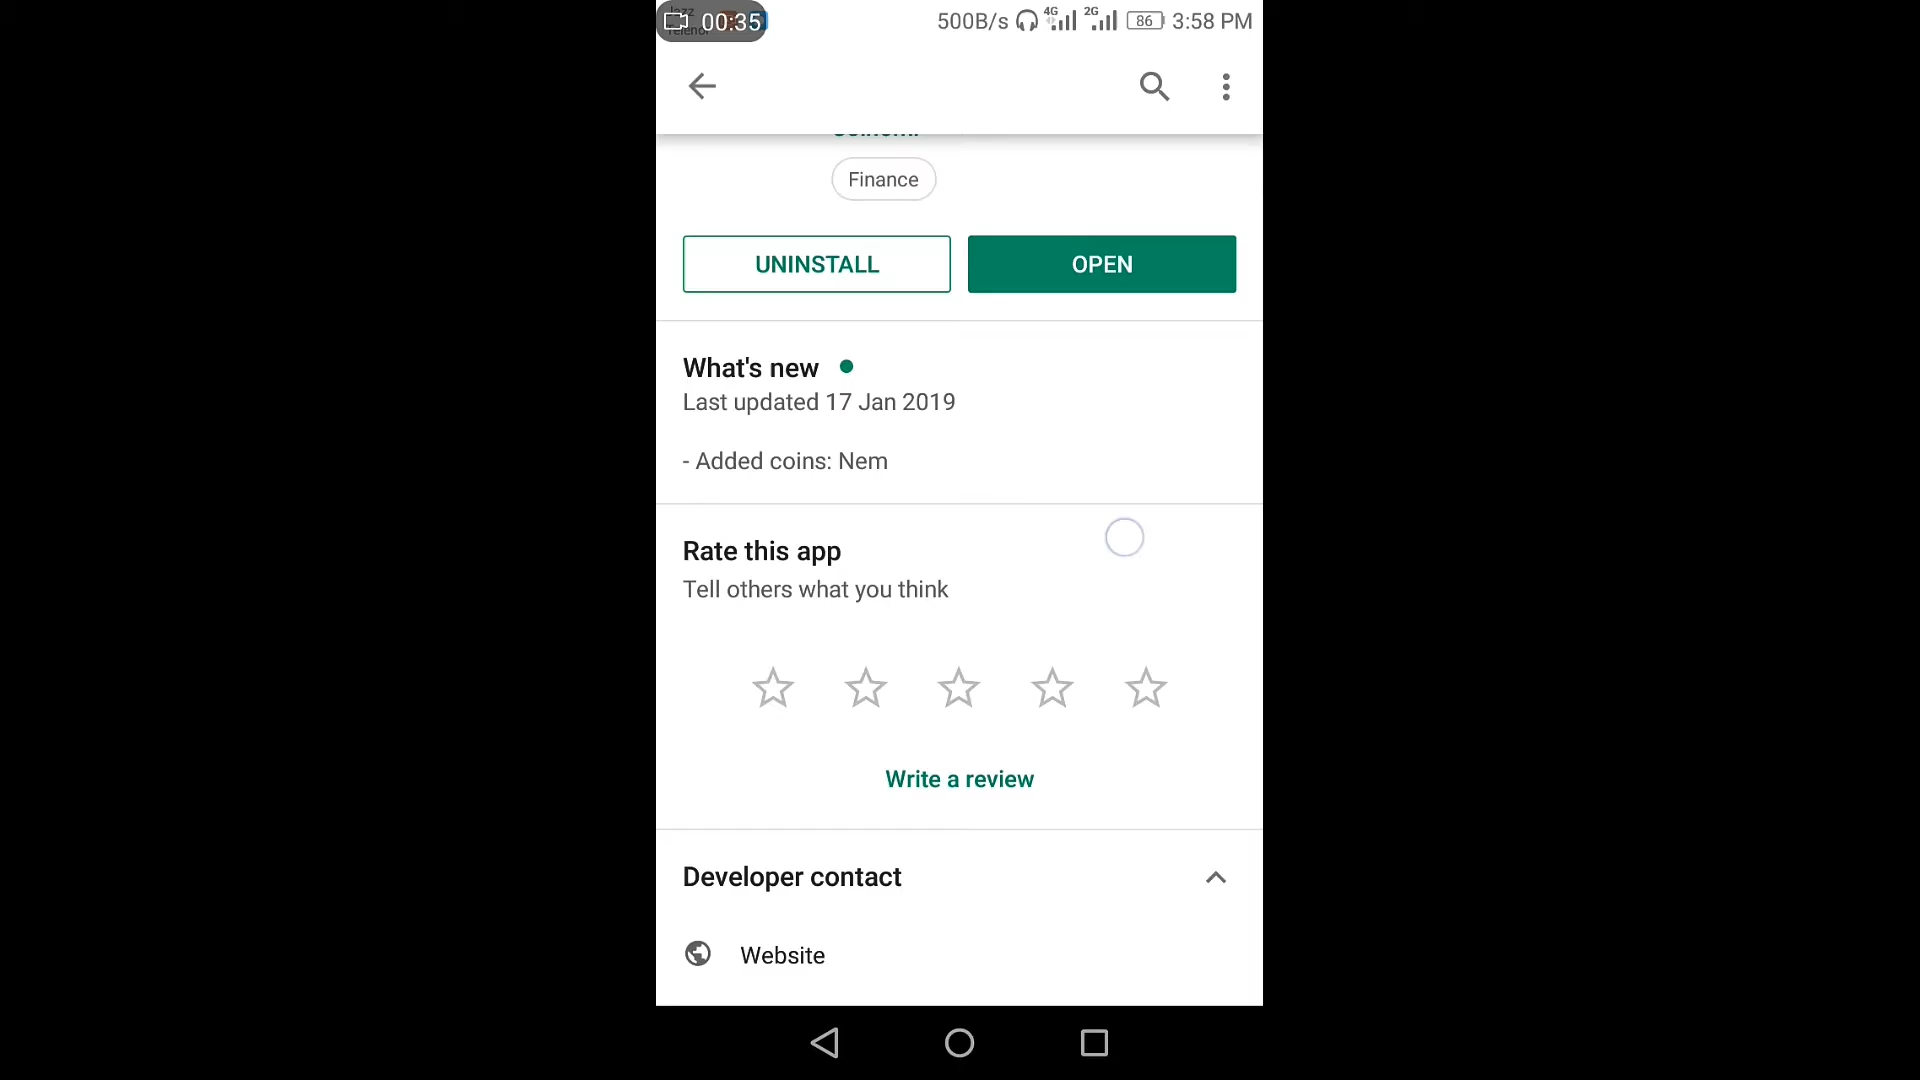 00:35 500B/s 4G 2G 86 3:58 PM
Finance
UNINSTALL OPEN
What's new
Last updated 17 Jan 2019
- Added coins: Nem
Rate this app
Tell others what you think
Write a review
Developer contact
Website